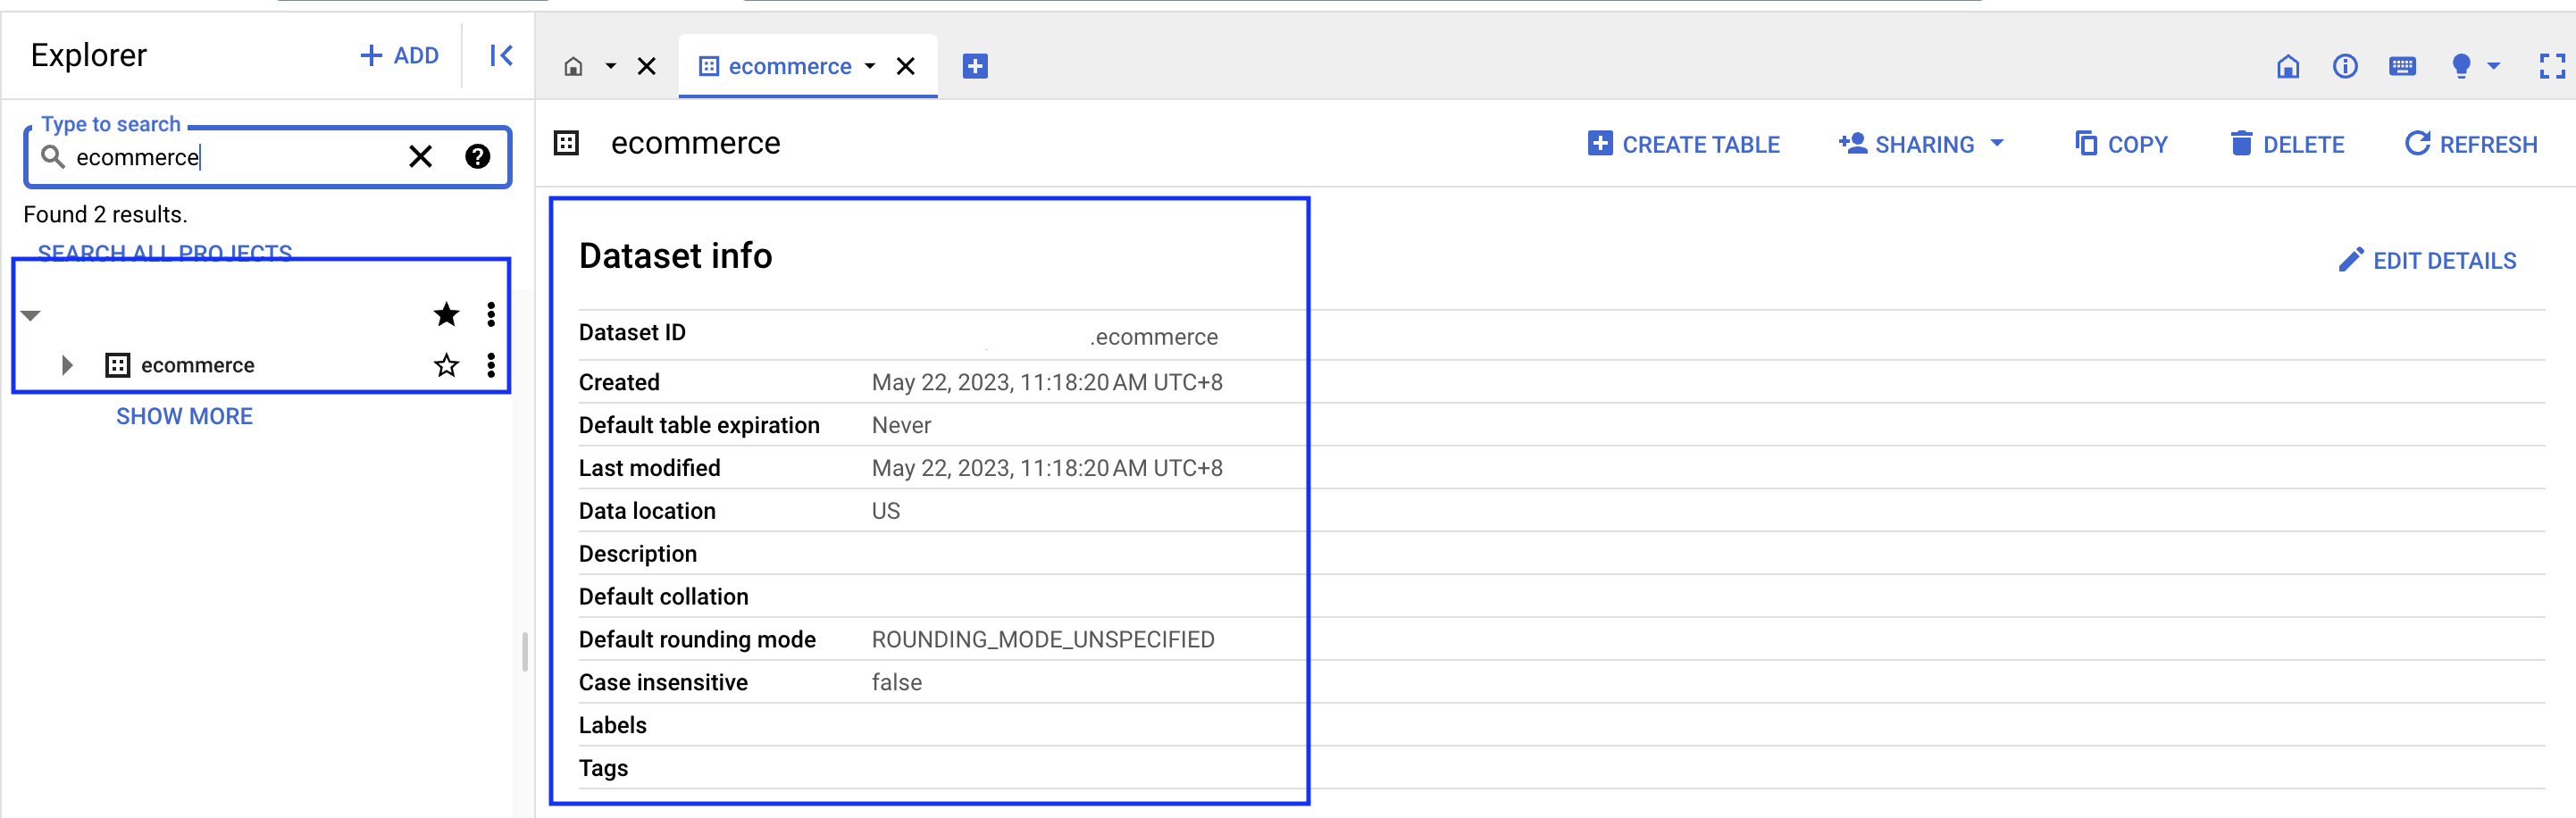 Explorer
ADD
ecommerce
Type to search
ecommerce
Found 2 results.
SEARCH ALL PROJECTS
ecommerce
SHOW MORE
ecommerce
CREATE TABLE
SHARING
COPY
DELETE
REFRESH
Dataset info
EDIT DETAILS
Dataset ID .ecommerce
Created May 22, 2023, 11:18:20 AM UTC+8
Default table expiration Never
Last modified May 22, 2023, 11:18:20 AM UTC+8
Data location US
Description
Default collation
Default rounding mode ROUNDING_MODE_UNSPECIFIED
Case insensitive false
Labels
Tags